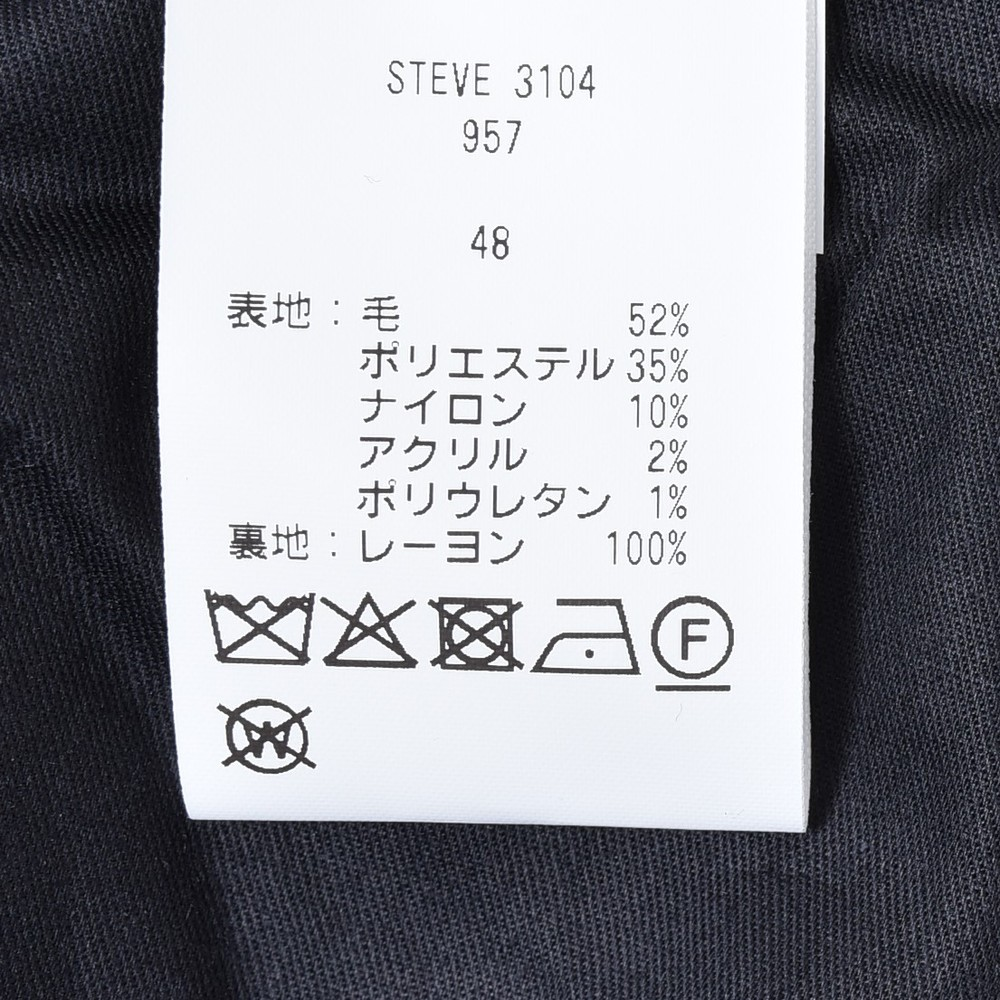 STEVE 3104
957
48
表地：毛 52%
ポリエステル 35%
ナイロン 10%
アクリル 2%
ポリウレタン 1%
裏地：レーヨン 100%
F
W